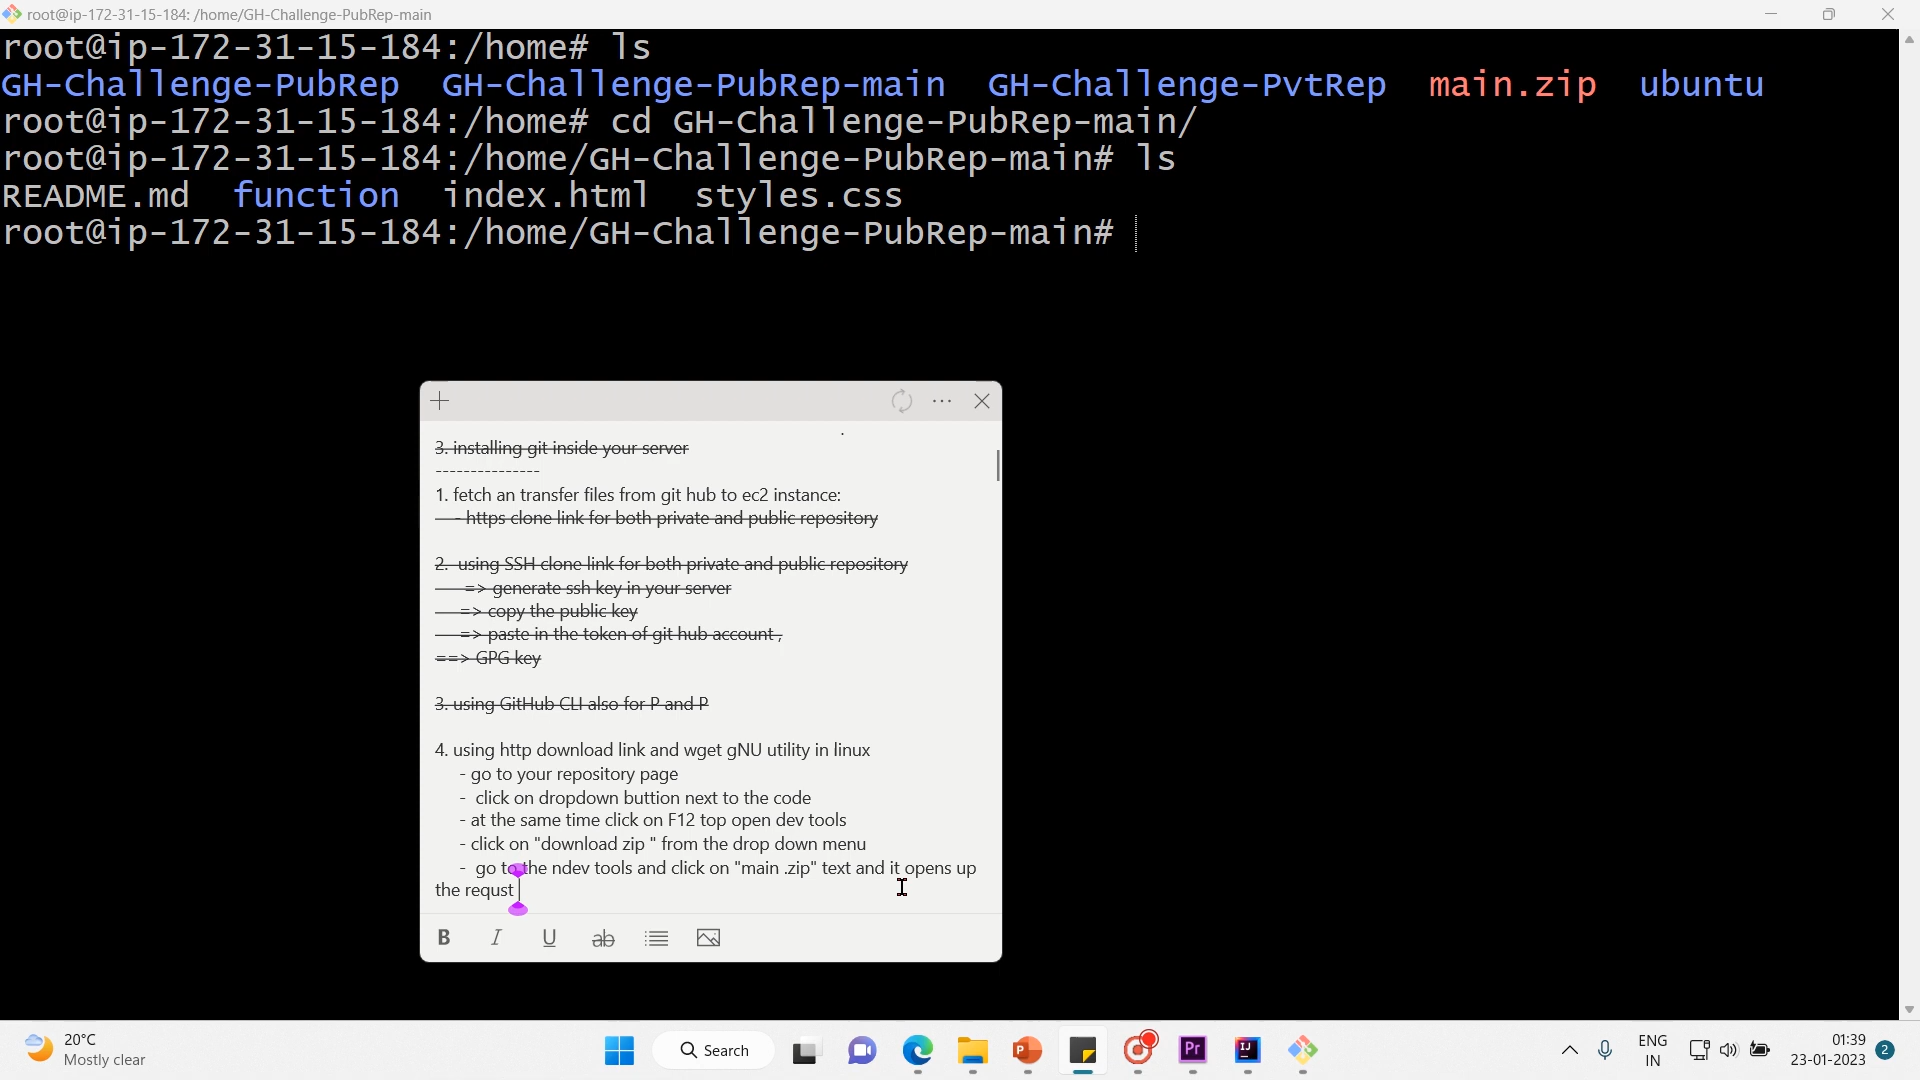 root@ip-172-31-15-184: /home/GH-Challenge-PubRep-main
root@ip-172-31-15-184:/home# ls
GH-Challenge-PubRep  GH-Challenge-PubRep-main  GH-Challenge-PvtRep  main.zip  ubuntu
root@ip-172-31-15-184:/home# cd GH-Challenge-PubRep-main/
root@ip-172-31-15-184:/home/GH-Challenge-PubRep-main# ls
README.md  function  index.html  styles.css
root@ip-172-31-15-184:/home/GH-Challenge-PubRep-main#
3. installing git inside your server
---------------
1. fetch an transfer files from git hub to ec2 instance:
- https clone link for both private and public repository
2.  using SSH clone link for both private and public repository
=> generate ssh key in your server
=> copy the public key
=> paste in the token of git hub account ,
==> GPG key
3. using GitHub CLI also for P and P
4. using http download link and wget gNU utility in linux
- go to your repository page
-  click on dropdown buttion next to the code
- at the same time click on F12 top open dev tools
- click on "download zip " from the drop down menu
-  go to the ndev tools and click on "main .zip" text and it opens up
the requst
B I U ab
20°C
Mostly clear
Search
P
Pr
IJ
ENG
IN
01:39
23-01-2023
2